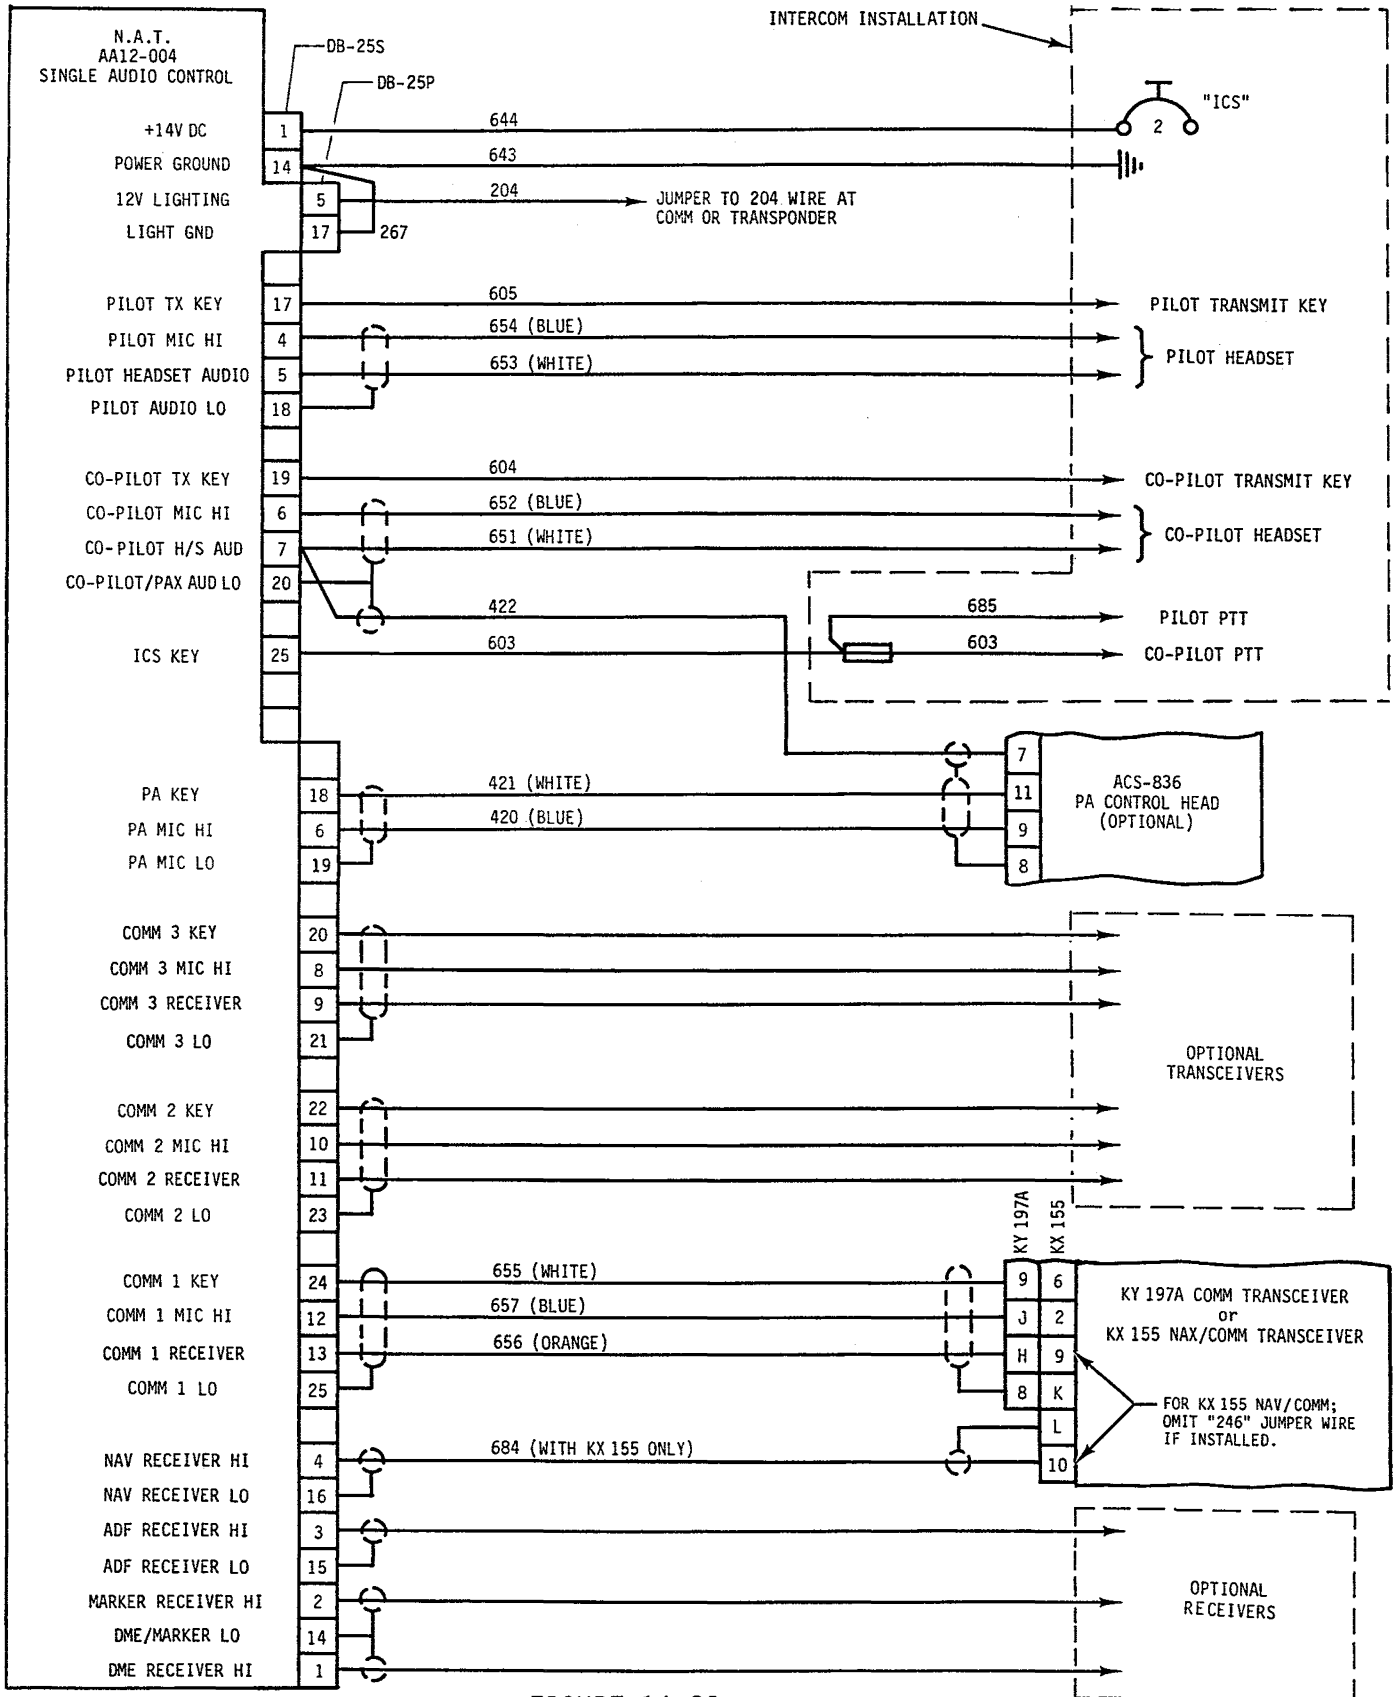 INTERCOM INSTALLATION
N.A.T.
AA12-004
SINGLE AUDIO CONTROL
DB-25S
DB-25P
"ICS"
2
+14V DC 1 644
POWER GROUND 14 643
12V LIGHTING 5 204 JUMPER TO 204 WIRE AT
COMM OR TRANSPONDER
LIGHT GND 17 267
PILOT TX KEY 17 605 PILOT TRANSMIT KEY
PILOT MIC HI 4 654 (BLUE)
PILOT HEADSET
PILOT HEADSET AUDIO 5 653 (WHITE)
PILOT AUDIO LO 18
CO-PILOT TX KEY 19 604 CO-PILOT TRANSMIT KEY
CO-PILOT MIC HI 6 652 (BLUE)
CO-PILOT HEADSET
CO-PILOT H/S AUD 7 651 (WHITE)
CO-PILOT/PAX AUD LO 20
422 685 PILOT PTT
ICS KEY 25 603 603 CO-PILOT PTT
7
ACS-836
PA CONTROL HEAD
(OPTIONAL)
PA KEY 18 421 (WHITE) 11
PA MIC HI 6 420 (BLUE) 9
PA MIC LO 19 8
COMM 3 KEY 20
COMM 3 MIC HI 8
COMM 3 RECEIVER 9
COMM 3 LO 21
OPTIONAL
TRANSCEIVERS
COMM 2 KEY 22
COMM 2 MIC HI 10
COMM 2 RECEIVER 11
COMM 2 LO 23
KY 197A
KX 155
COMM 1 KEY 24 655 (WHITE) 9 6
COMM 1 MIC HI 12 657 (BLUE) J 2
COMM 1 RECEIVER 13 656 (ORANGE) H 9
COMM 1 LO 25 8 K
L
KY 197A COMM TRANSCEIVER
or
KX 155 NAX/COMM TRANSCEIVER
FOR KX 155 NAV/COMM;
OMIT "246" JUMPER WIRE
IF INSTALLED.
NAV RECEIVER HI 4 684 (WITH KX 155 ONLY) 10
NAV RECEIVER LO 16
ADF RECEIVER HI 3
ADF RECEIVER LO 15
MARKER RECEIVER HI 2
DME/MARKER LO 14
DME RECEIVER HI 1
OPTIONAL
RECEIVERS